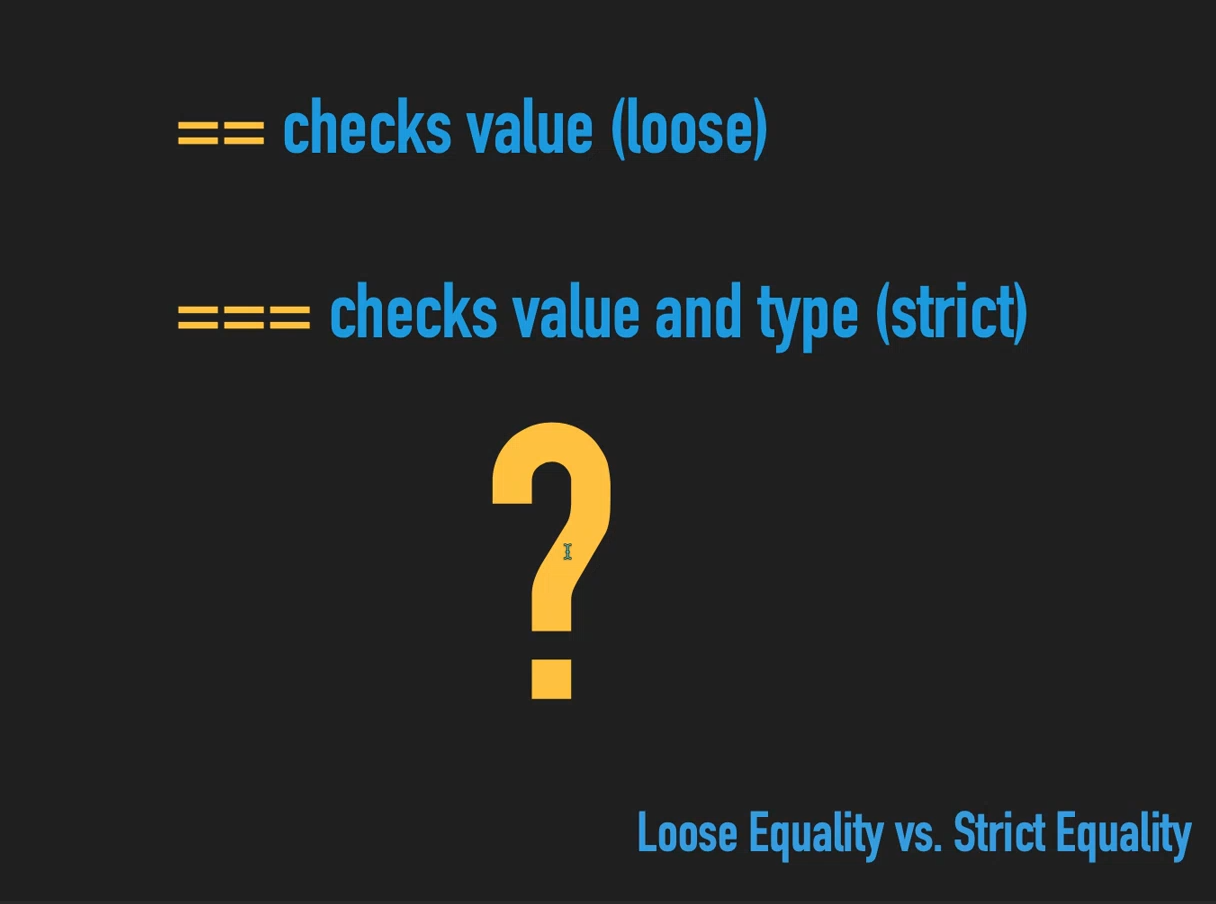 == checks value (loose)
=== checks value and type (strict)
?
Loose Equality vs. Strict Equality